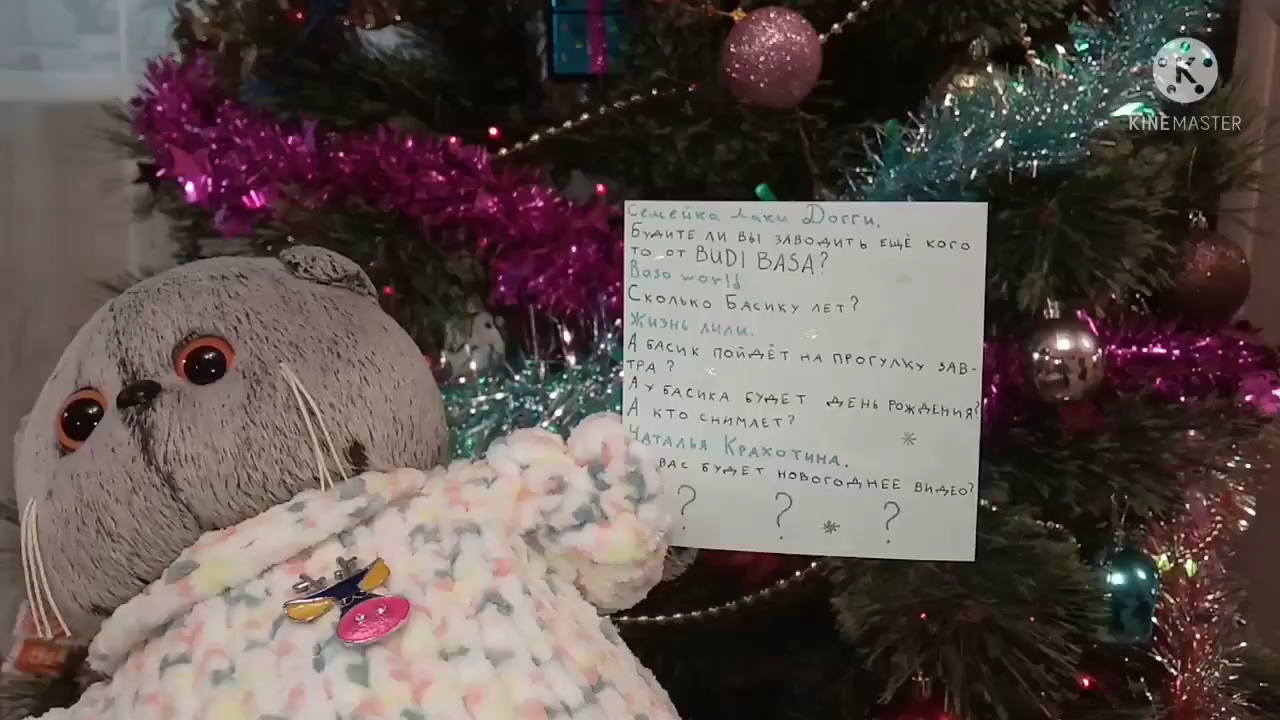 Семейка Лаки Догги.
Будите ли вы заводить ещё кого
то от BUDI BASA?
Basa world
Сколько Басику лет?
Жизнь лили.
А Басик пойдёт на прогулку зав-
тра?
А у Басика будет день рождения?
А кто снимает?
Наталья Крахотина.
вас будет новогоднее видео?
? ? ?
K
KINEMASTER